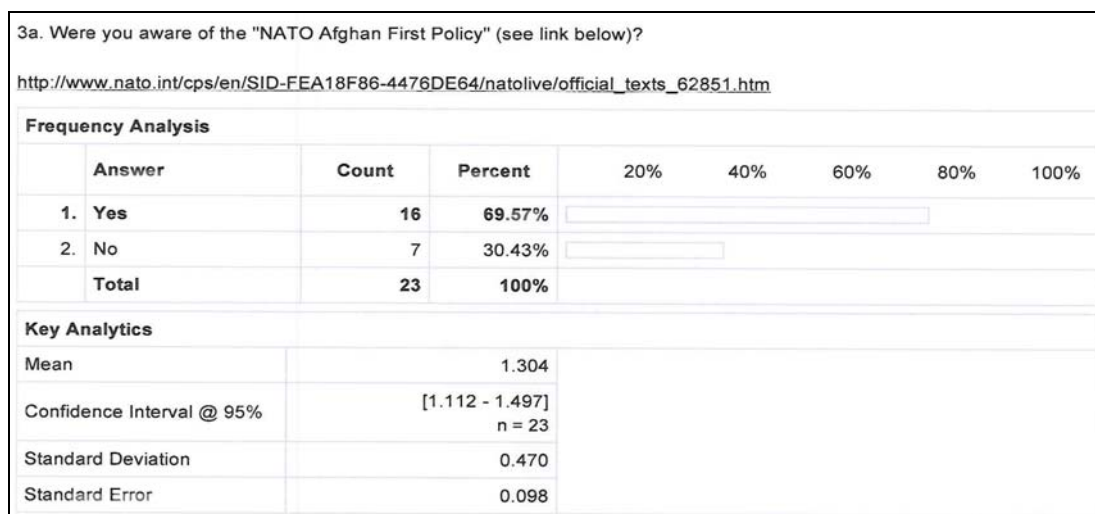 3a. Were you aware of the "NATO Afghan First Policy" (see link below)?
http://www.nato.int/cps/en/SID-FEA18F86-4476DE64/natolive/official_texts_62851.htm
Frequency Analysis
Answer Count Percent 20% 40% 60% 80% 100%
1. Yes 16 69.57%
2. No 7 30.43%
Total 23 100%
Key Analytics
Mean 1.304
Confidence Interval @ 95% [1.112 - 1.497]
n = 23
Standard Deviation 0.470
Standard Error 0.098